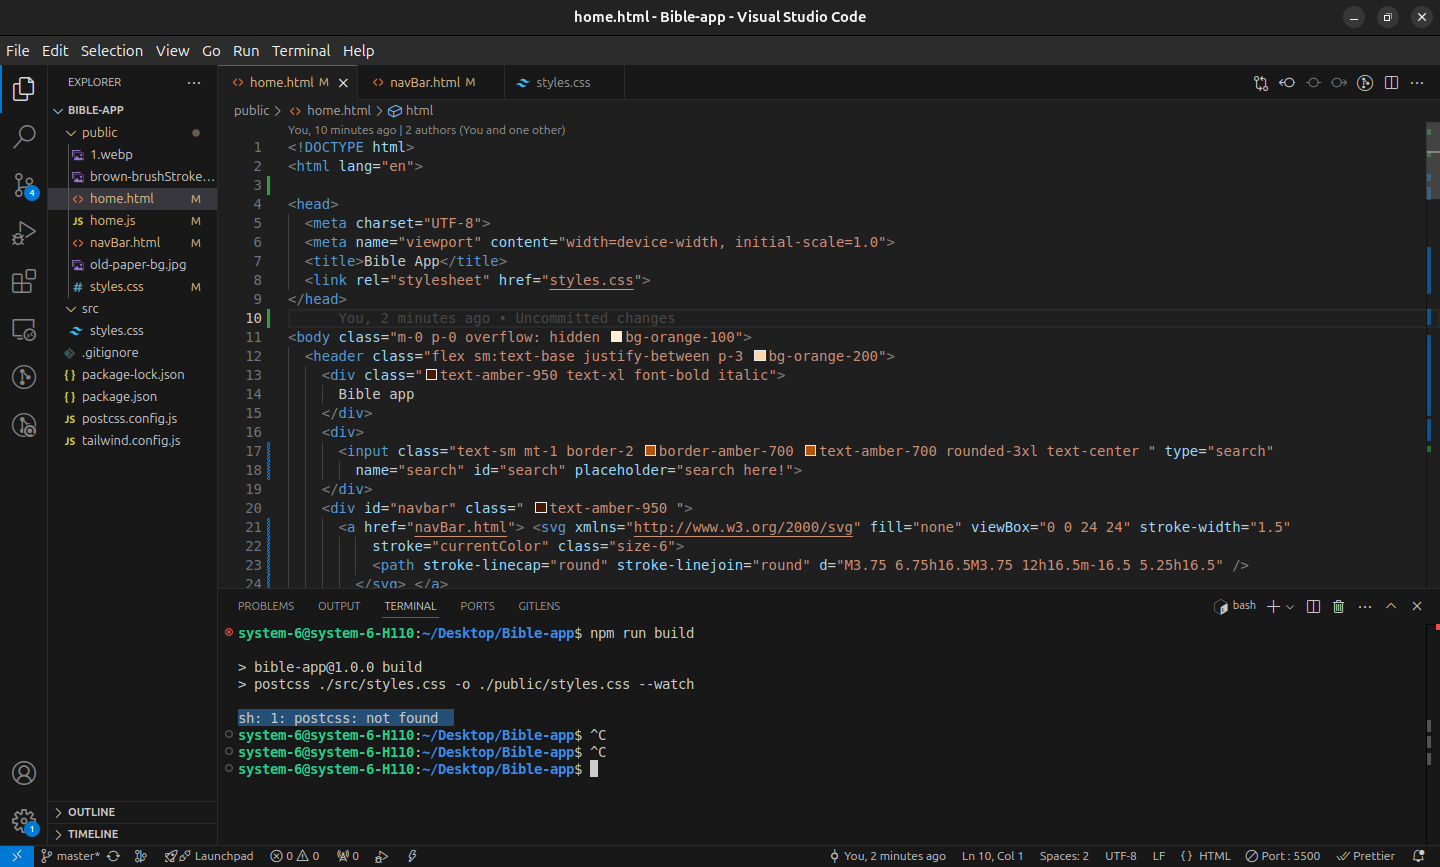 home.html - Bible-app - Visual Studio Code
File Edit Selection View Go Run Terminal Help
EXPLORER
BIBLE-APP
public
1.webp
brown-brushStroke...
home.html M
JS home.js M
navBar.html M
old-paper-bg.jpg
# styles.css M
src
styles.css
.gitignore
{ } package-lock.json
{ } package.json
JS postcss.config.js
JS tailwind.config.js
OUTLINE
TIMELINE
4
1
home.html M navBar.html M styles.css
public > home.html > html
You, 10 minutes ago | 2 authors (You and one other)
1 <!DOCTYPE html>
2 <html lang="en">
3
4 <head>
5 <meta charset="UTF-8">
6 <meta name="viewport" content="width=device-width, initial-scale=1.0">
7 <title>Bible App</title>
8 <link rel="stylesheet" href="styles.css">
9 </head>
10 You, 2 minutes ago • Uncommitted changes
11 <body class="m-0 p-0 overflow: hidden bg-orange-100">
12 <header class="flex sm:text-base justify-between p-3 bg-orange-200">
13 <div class="text-amber-950 text-xl font-bold italic">
14 Bible app
15 </div>
16 <div>
17 <input class="text-sm mt-1 border-2 border-amber-700 text-amber-700 rounded-3xl text-center " type="search"
18 name="search" id="search" placeholder="search here!">
19 </div>
20 <div id="navbar" class=" text-amber-950 ">
21 <a href="navBar.html"> <svg xmlns="http://www.w3.org/2000/svg" fill="none" viewBox="0 0 24 24" stroke-width="1.5"
22 stroke="currentColor" class="size-6">
23 <path stroke-linecap="round" stroke-linejoin="round" d="M3.75 6.75h16.5M3.75 12h16.5m-16.5 5.25h16.5" />
24 </svg> </a>
PROBLEMS OUTPUT TERMINAL PORTS GITLENS
bash
system-6@system-6-H110:~/Desktop/Bible-app$ npm run build
> bible-app@1.0.0 build
> postcss ./src/styles.css -o ./public/styles.css --watch
sh: 1: postcss: not found
system-6@system-6-H110:~/Desktop/Bible-app$ ^C
system-6@system-6-H110:~/Desktop/Bible-app$ ^C
system-6@system-6-H110:~/Desktop/Bible-app$
master* Launchpad 0 0 0 You, 2 minutes ago Ln 10, Col 1 Spaces: 2 UTF-8 LF { } HTML Port : 5500 Prettier